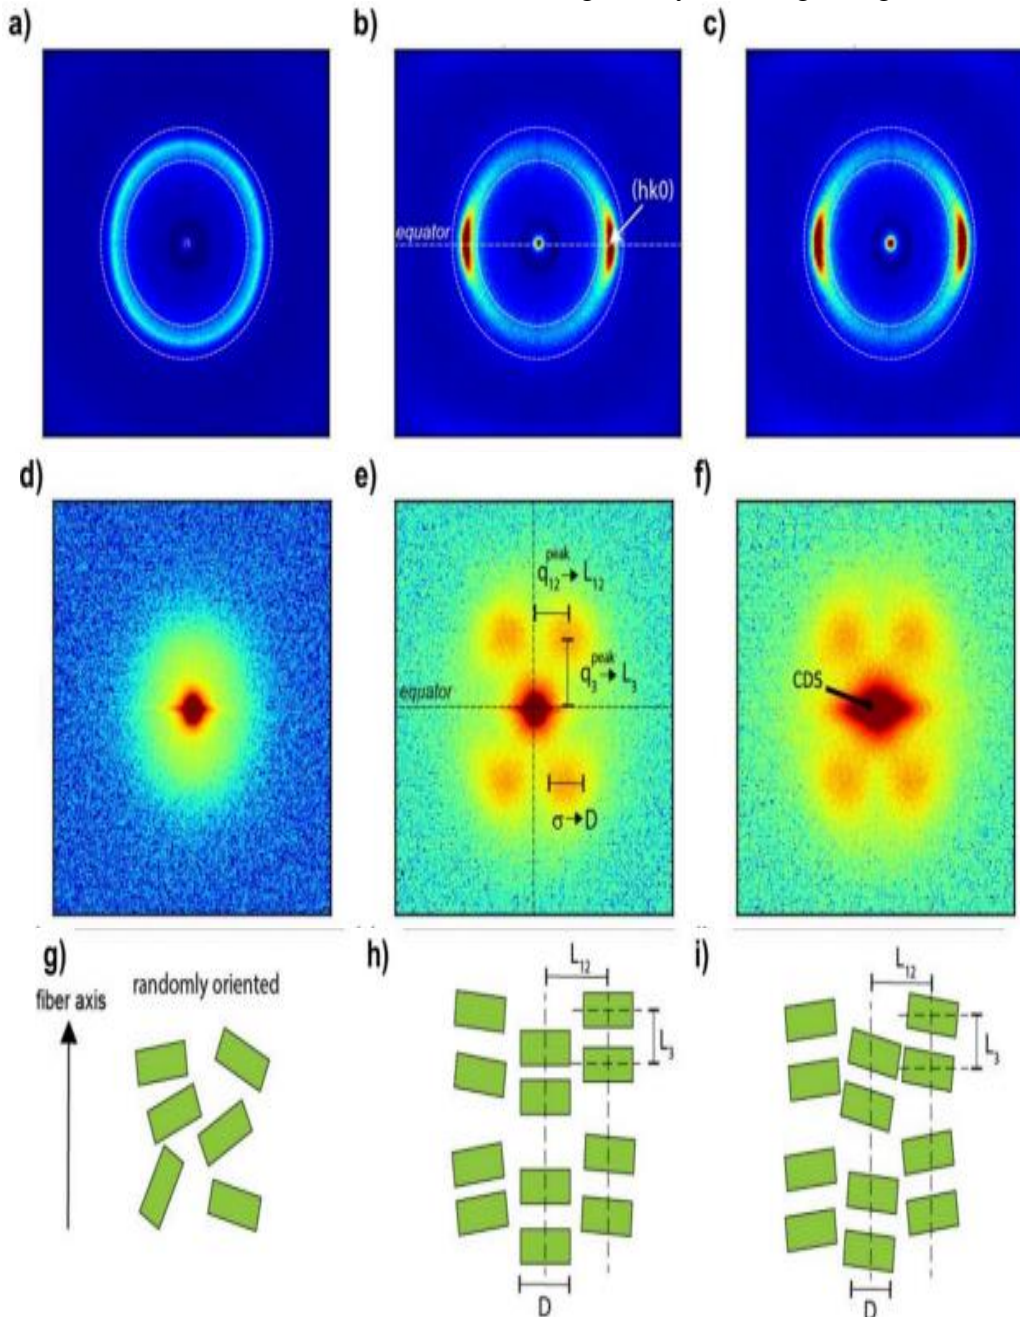 a)
b)
c)
(hk0)
equator
d)
e)
f)
q12 peak → L12
q3 peak → L3
equator
σ → D
CDS
g)
h)
i)
randomly oriented
fiber axis
L12
L3
D
L12
L3
D